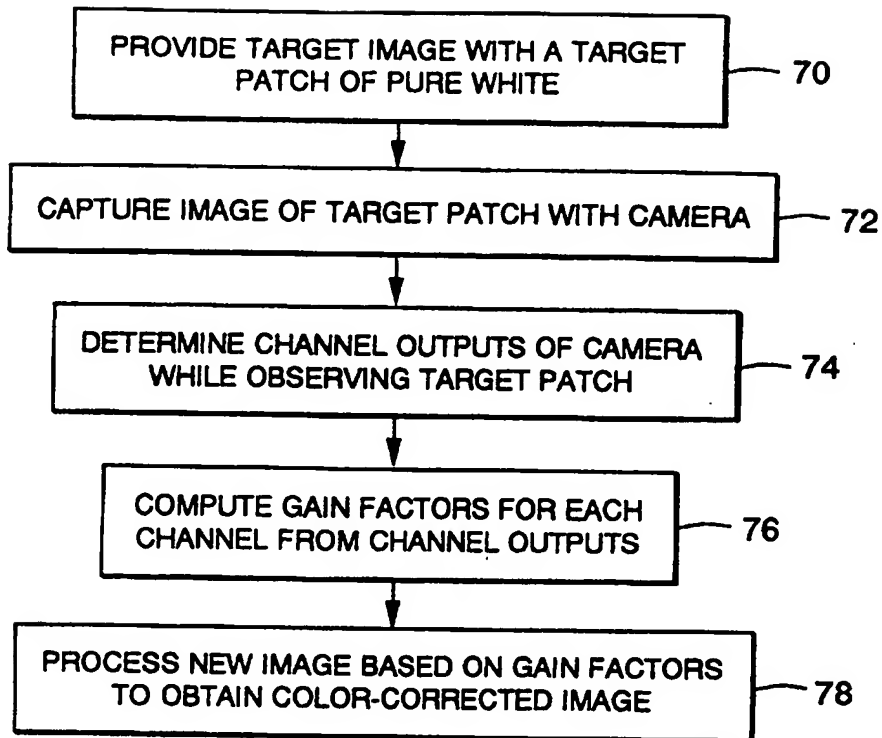 PROVIDE TARGET IMAGE WITH A TARGET
PATCH OF PURE WHITE
70
CAPTURE IMAGE OF TARGET PATCH WITH CAMERA
72
DETERMINE CHANNEL OUTPUTS OF CAMERA
WHILE OBSERVING TARGET PATCH
74
COMPUTE GAIN FACTORS FOR EACH
CHANNEL FROM CHANNEL OUTPUTS
76
PROCESS NEW IMAGE BASED ON GAIN FACTORS
TO OBTAIN COLOR-CORRECTED IMAGE
78